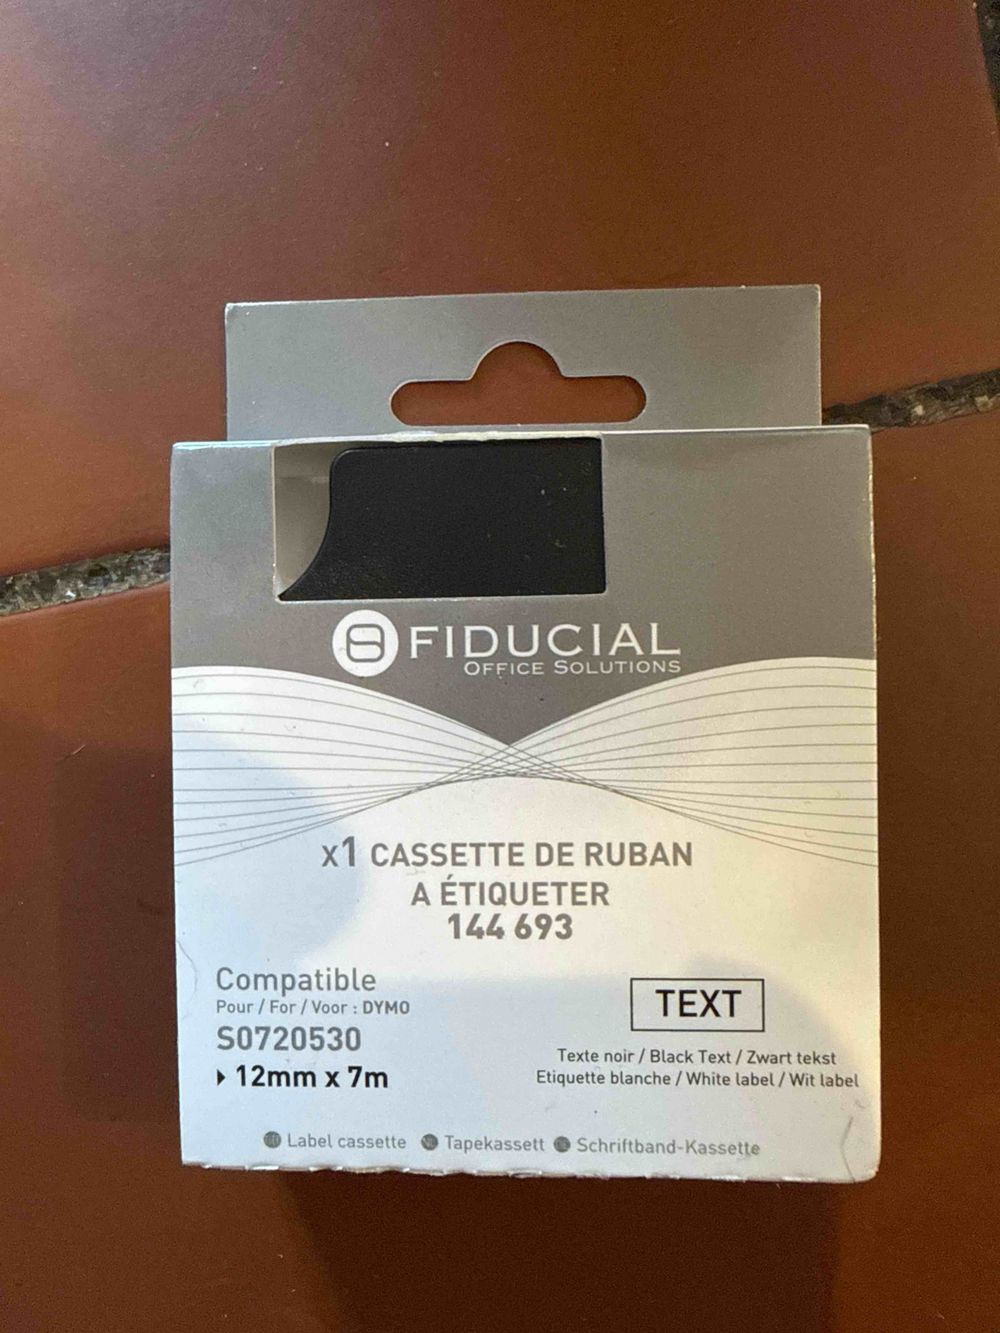 FIDUCIAL
OFFICE SOLUTIONS
x1 CASSETTE DE RUBAN
A ÉTIQUETER
144 693
Compatible
Pour / For / Voor : DYMO
S0720530
12mm x 7m
TEXT
Texte noir / Black Text / Zwart tekst
Etiquette blanche / White label / Wit label
Label cassette Tapekassett Schriftband-Kassette